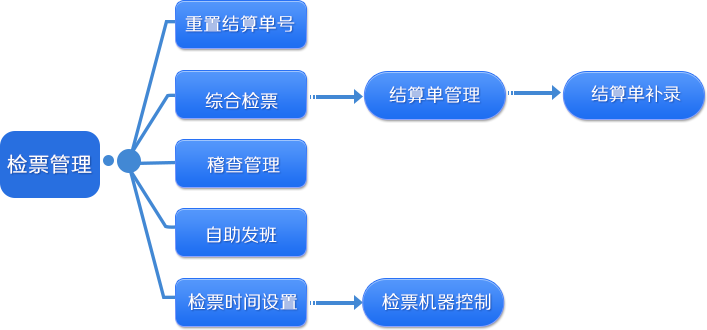 重置结算单号
综合检票
结算单管理
结算单补录
检票管理
稽查管理
自助发班
检票时间设置
检票机器控制